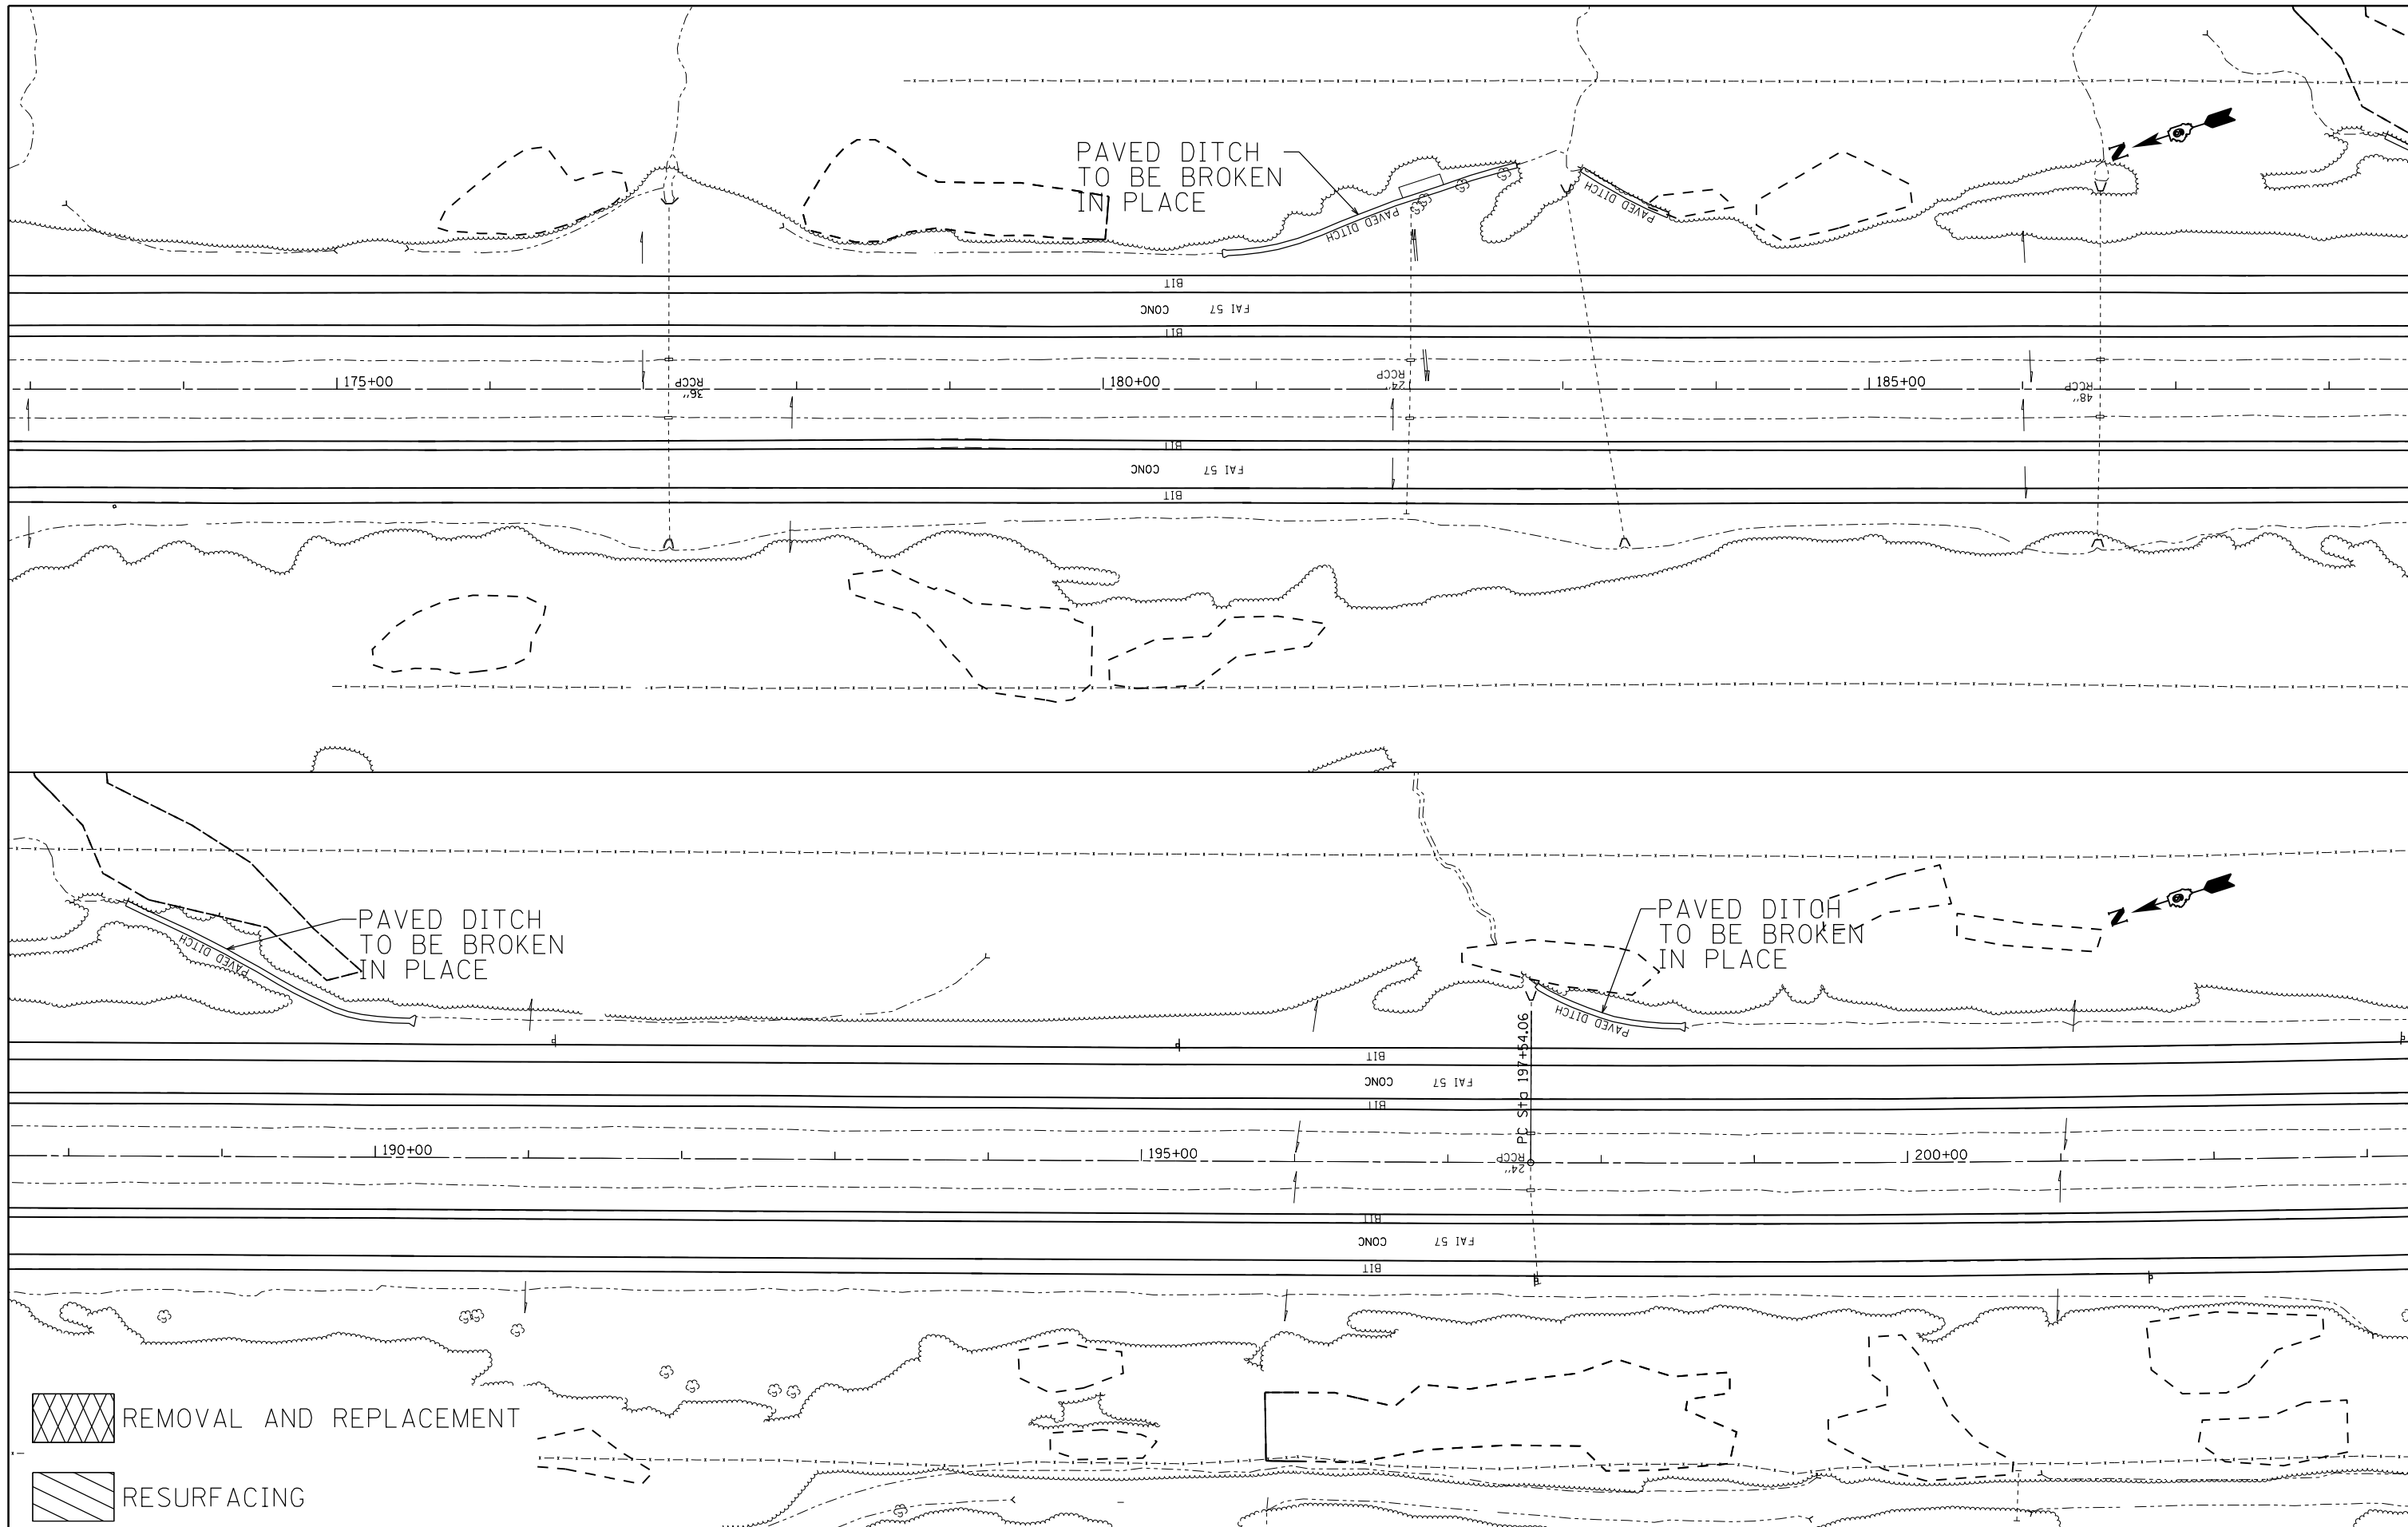 PAVED DITCH
TO BE BROKEN
IN PLACE
PAVED DITCH
PAVED DITCH
N
BIT
CONC FAI 57
BIT
175+00
36" RCCP
180+00
24" RCCP
185+00
48" RCCP
BIT
CONC FAI 57
BIT
PAVED DITCH
TO BE BROKEN
IN PLACE
PAVED DITCH
PAVED DITCH
TO BE BROKEN
IN PLACE
PAVED DITCH
N
PC Sta 197+54.06
BIT
CONC FAI 57
BIT
190+00
195+00
24" RCCP
200+00
BIT
CONC FAI 57
BIT
REMOVAL AND REPLACEMENT
RESURFACING